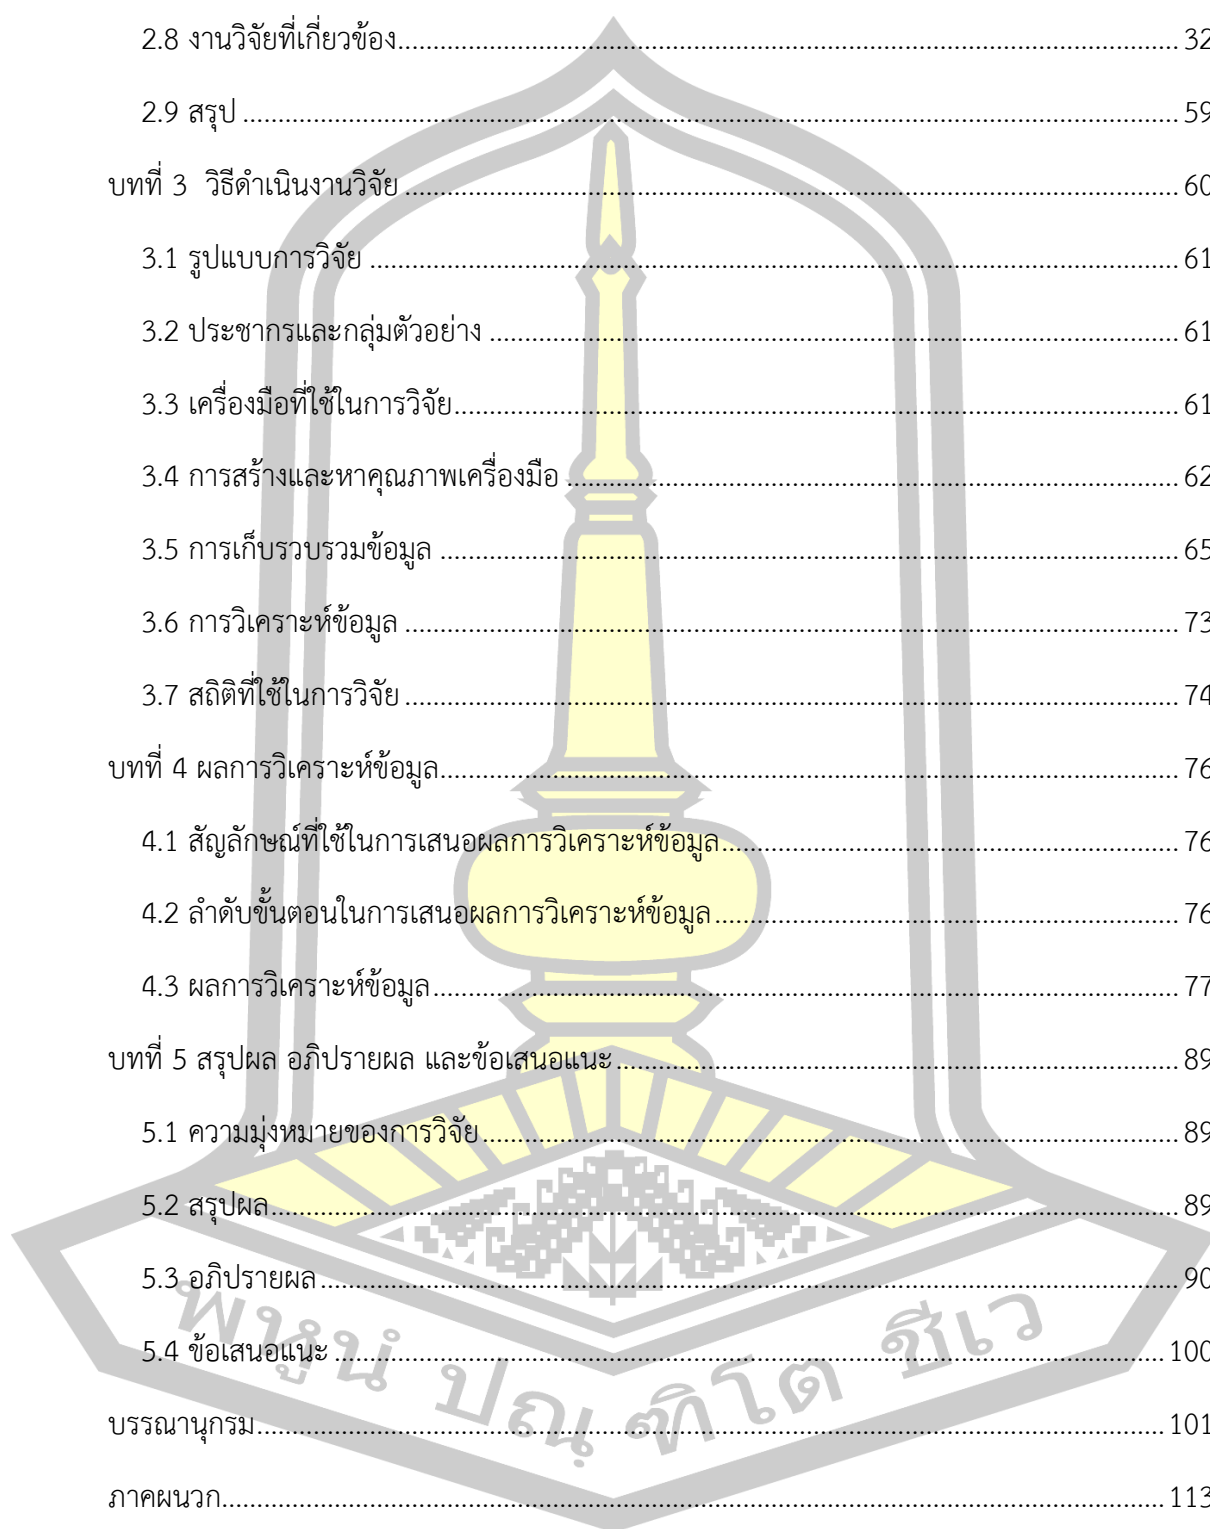 2.8 งานวิจัยที่เกี่ยวข้อง 32
2.9 สรุป 59
บทที่ 3 วิธีดำเนินงานวิจัย 60
3.1 รูปแบบการวิจัย 61
3.2 ประชากรและกลุ่มตัวอย่าง 61
3.3 เครื่องมือที่ใช้ในการวิจัย 61
3.4 การสร้างและหาคุณภาพเครื่องมือ 62
3.5 การเก็บรวบรวมข้อมูล 65
3.6 การวิเคราะห์ข้อมูล 73
3.7 สถิติที่ใช้ในการวิจัย 74
บทที่ 4 ผลการวิเคราะห์ข้อมูล 76
4.1 สัญลักษณ์ที่ใช้ในการเสนอผลการวิเคราะห์ข้อมูล 76
4.2 ลำดับขั้นตอนในการเสนอผลการวิเคราะห์ข้อมูล 76
4.3 ผลการวิเคราะห์ข้อมูล 77
บทที่ 5 สรุปผล อภิปรายผล และข้อเสนอแนะ 89
5.1 ความมุ่งหมายของการวิจัย 89
5.2 สรุปผล 89
5.3 อภิปรายผล 90
5.4 ข้อเสนอแนะ 100
บรรณานุกรม 101
ภาคผนวก 113
พหูนํ ปณฺฑิโต ชีเว